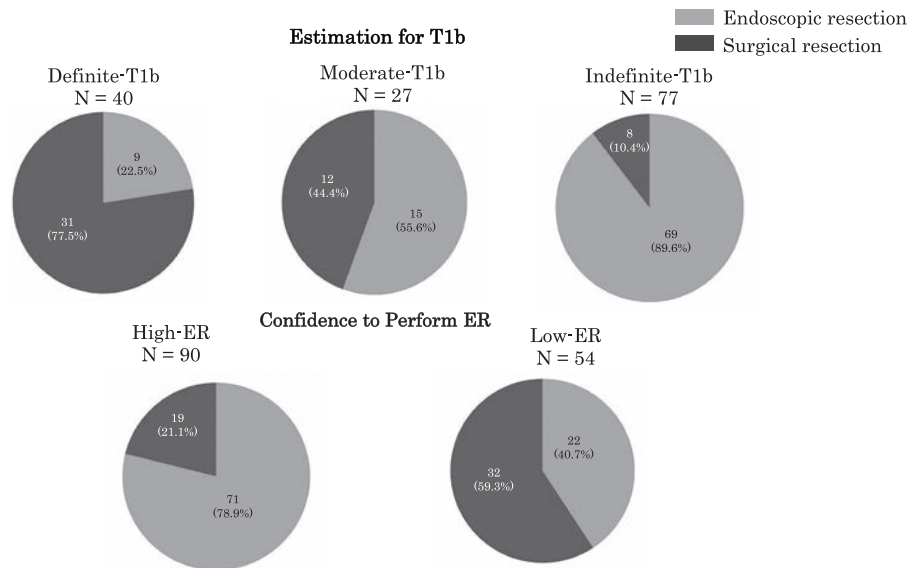 Endoscopic resection
Surgical resection
Estimation for T1b
Definite-T1b
N = 40
Moderate-T1b
N = 27
Indefinite-T1b
N = 77
9
(22.5%)
31
(77.5%)
12
(44.4%)
15
(55.6%)
8
(10.4%)
69
(89.6%)
Confidence to Perform ER
High-ER
N = 90
Low-ER
N = 54
19
(21.1%)
71
(78.9%)
22
(40.7%)
32
(59.3%)